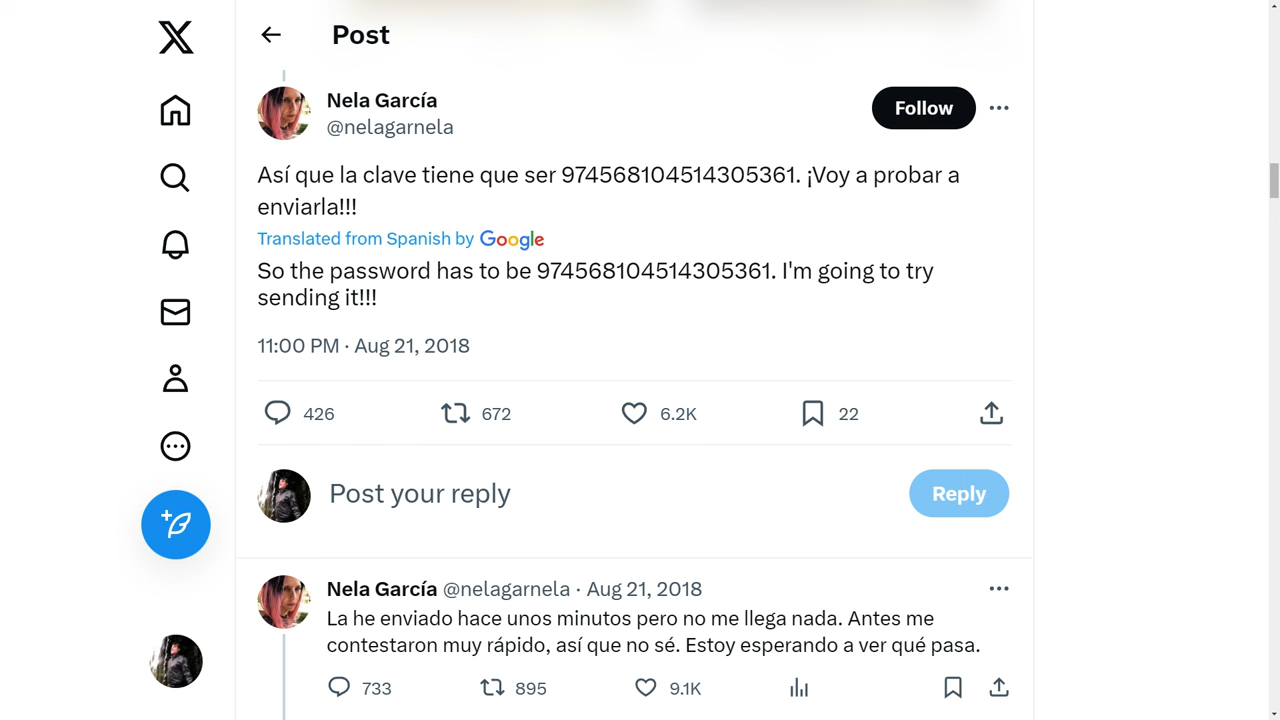 Post
Nela García
@nelagarnela
Follow
Así que la clave tiene que ser 974568104514305361. ¡Voy a probar a
enviarla!!!
Translated from Spanish by Google
So the password has to be 974568104514305361. I'm going to try
sending it!!!
11:00 PM · Aug 21, 2018
426 672 6.2K 22
Post your reply
Reply
Nela García @nelagarnela · Aug 21, 2018
La he enviado hace unos minutos pero no me llega nada. Antes me
contestaron muy rápido, así que no sé. Estoy esperando a ver qué pasa.
733 895 9.1K